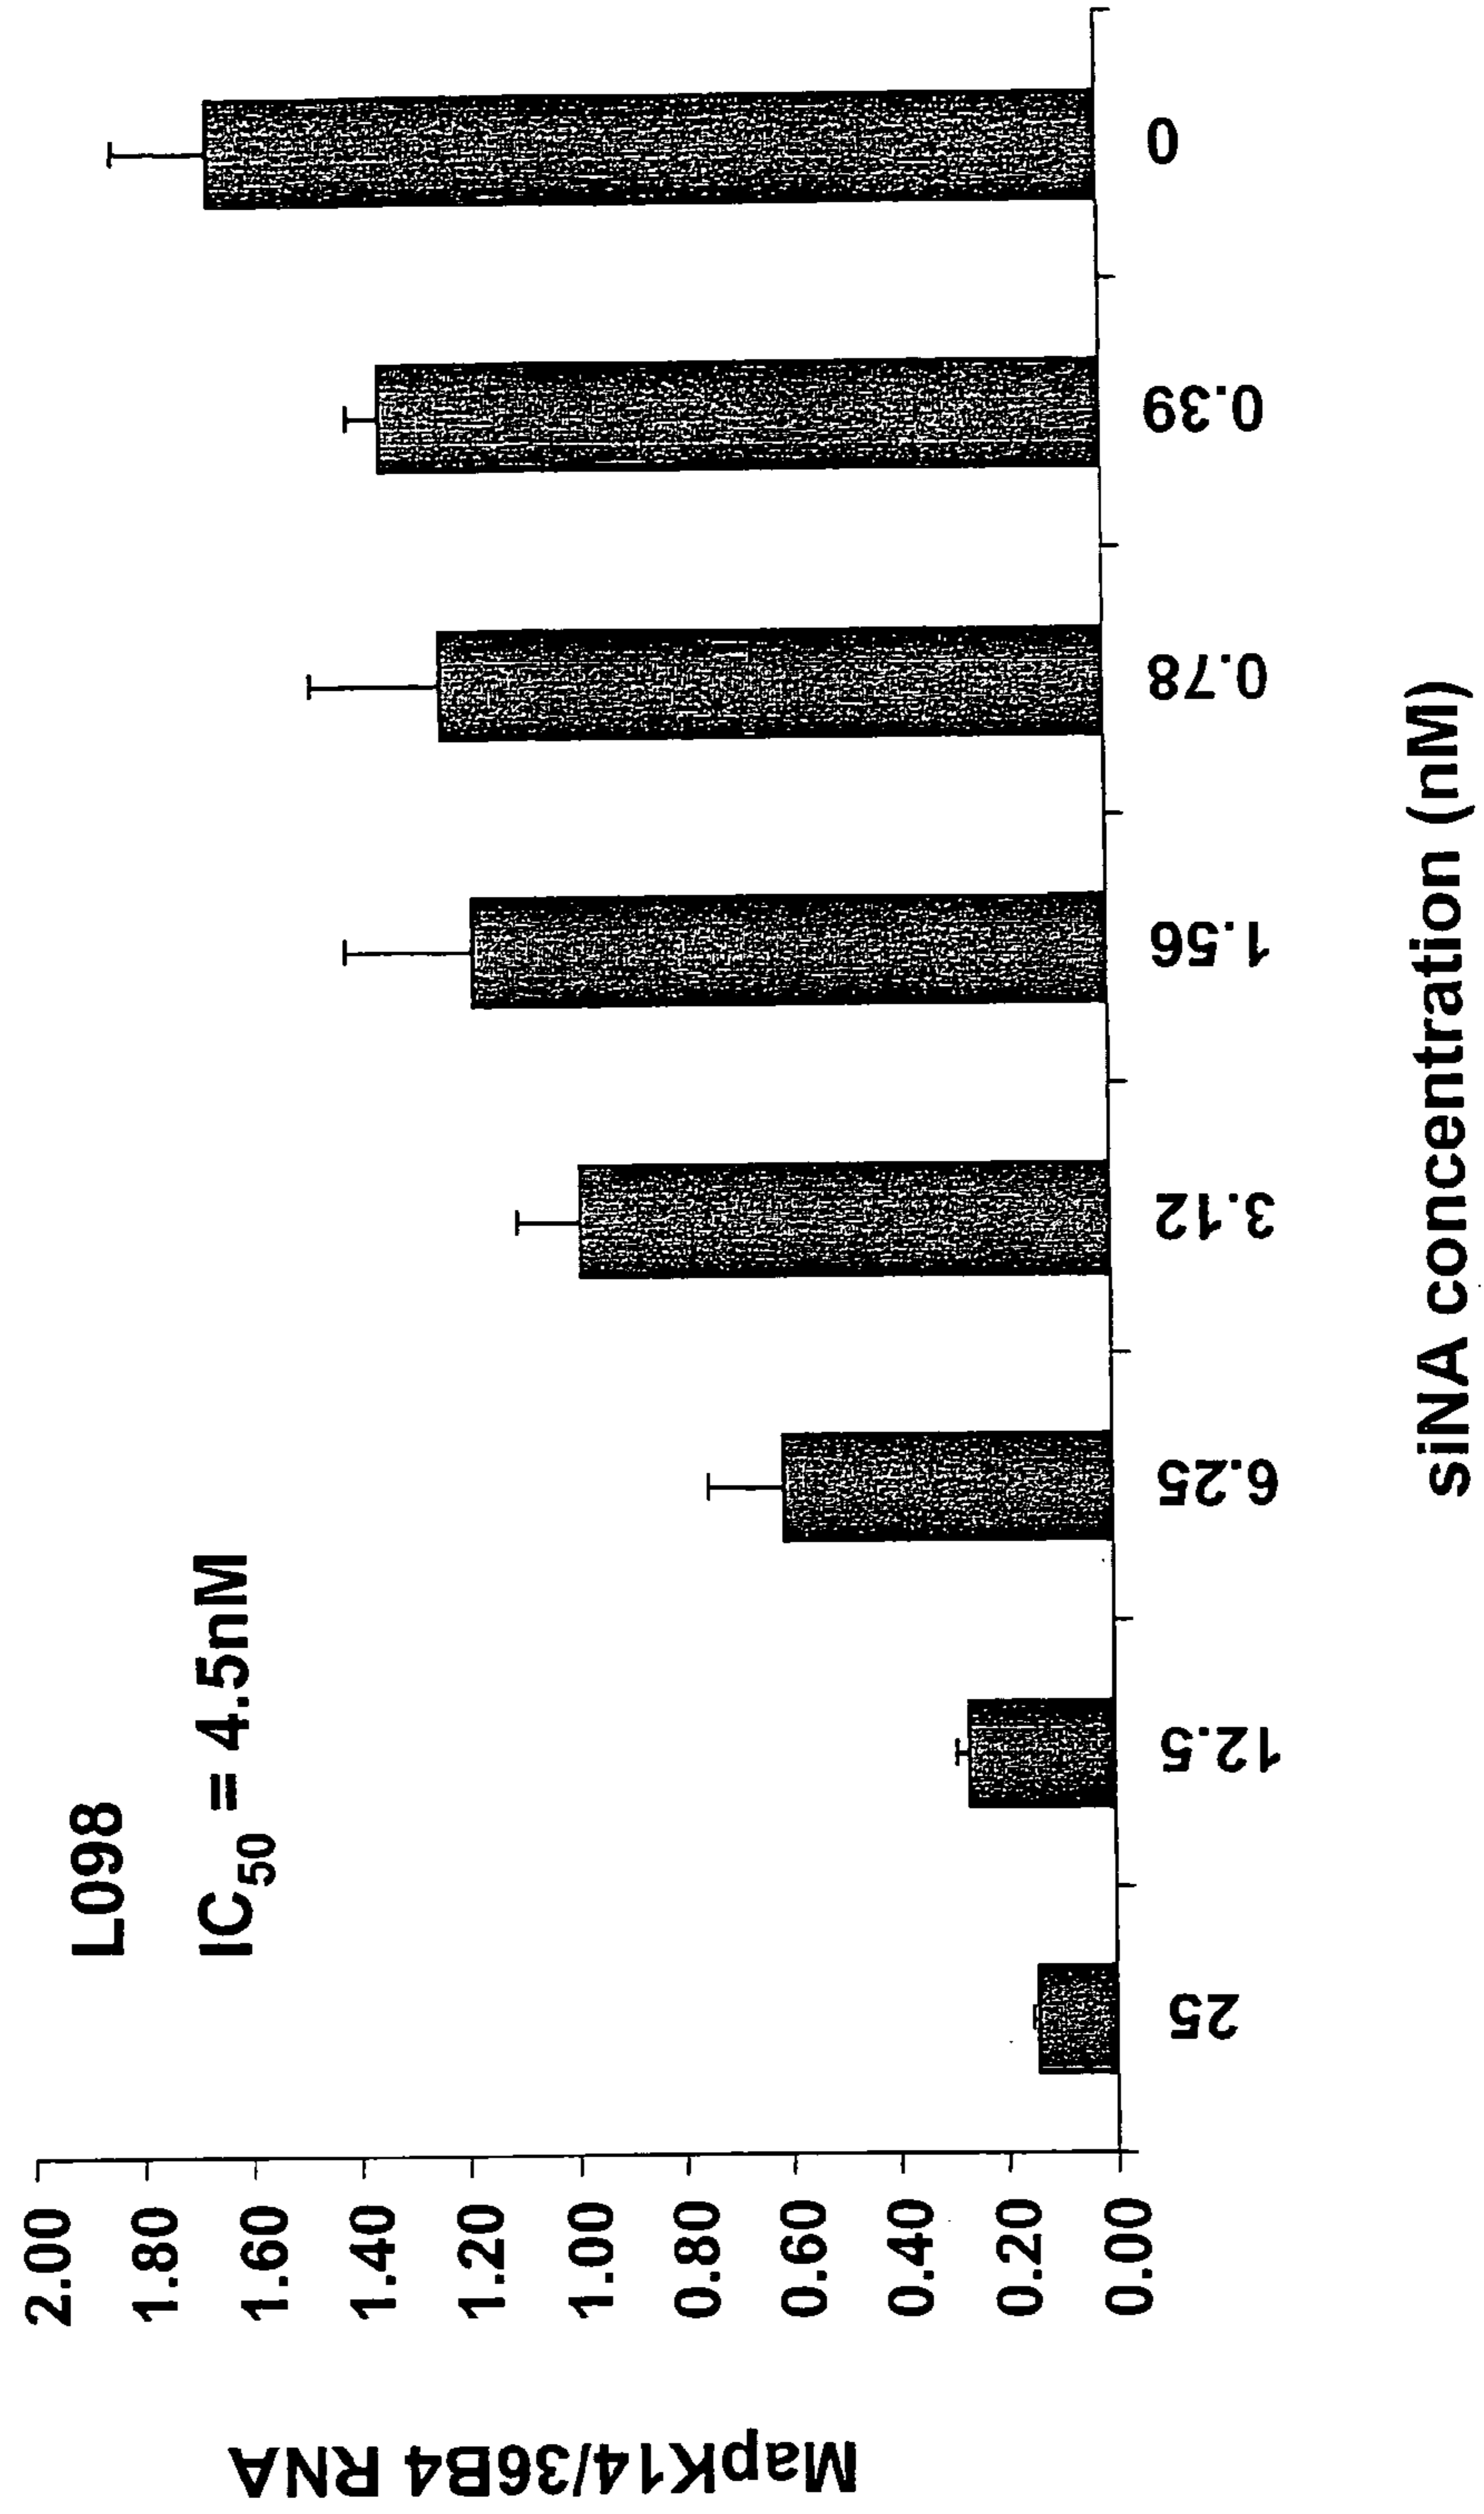 L098
IC50 = 4.5nM
MapK14/36B4 RNA
2.00
1.80
1.60
1.40
1.20
1.00
0.80
0.60
0.40
0.20
0.00
25 12.5 6.25 3.12 1.56 0.78 0.39 0
siNA concentration (nM)